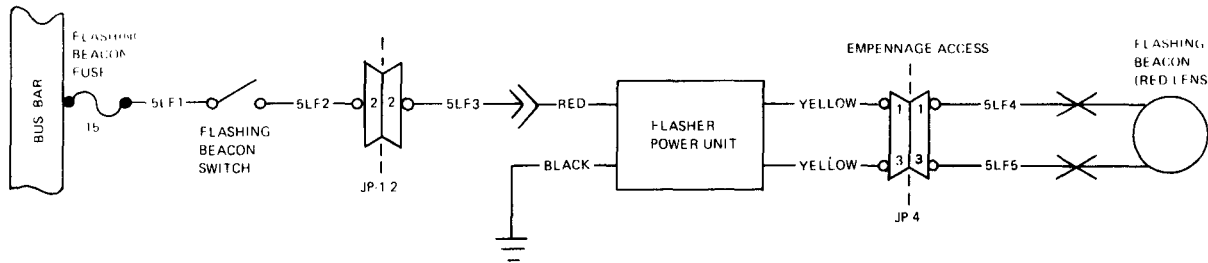 BUS BAR
FLASHING
BEACON
FUSE
15
5LF1
FLASHING
BEACON
SWITCH
5LF2
2 2
JP-1 2
5LF3
RED
BLACK
FLASHER
POWER UNIT
YELLOW
YELLOW
EMPENNAGE ACCESS
1 1
3 3
JP 4
5LF4
5LF5
FLASHING
BEACON
(RED LENS